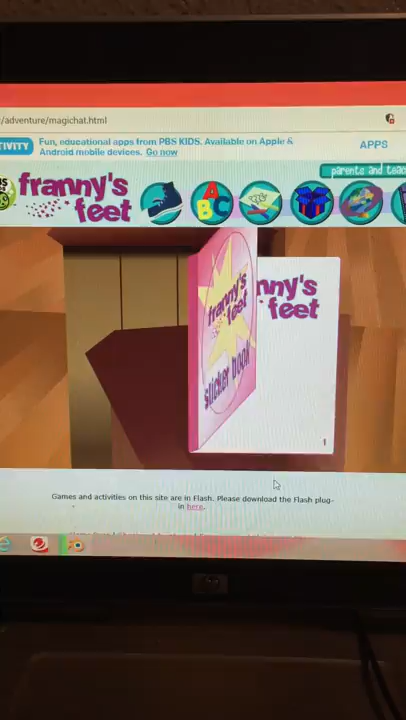 /adventure/magichat.html
TIVITY
Fun, educational apps from PBS KIDS. Available on Apple &
Android mobile devices. Go now
APPS
parents and teac
franny's
feet
A
B C
franny's
feet
sticker book
nny's
feet
1
Games and activities on this site are in Flash. Please download the Flash plug-
in here.